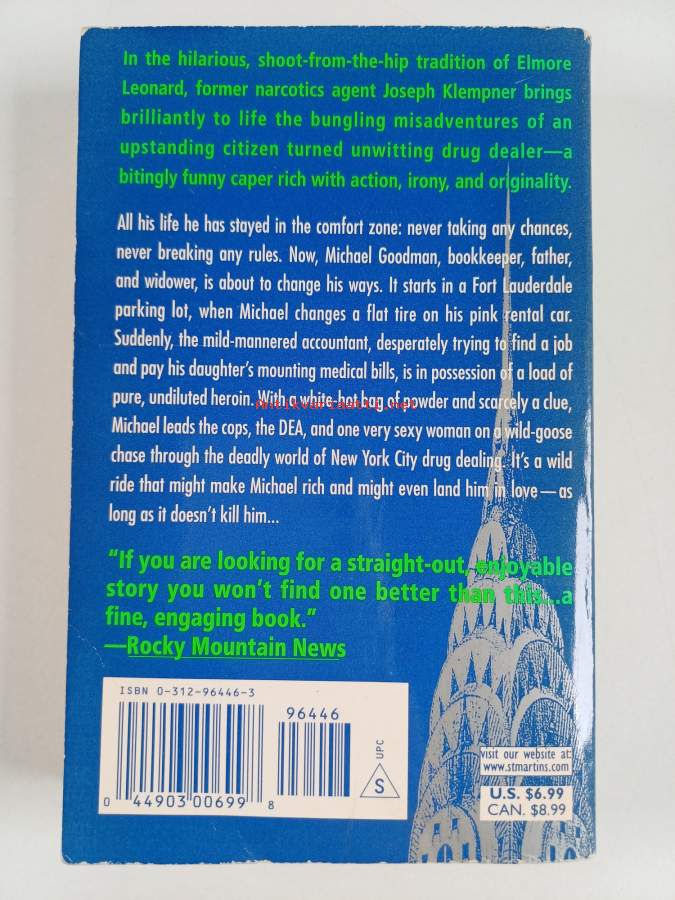 In the hilarious, shoot-from-the-hip tradition of Elmore
Leonard, former narcotics agent Joseph Klempner brings
brilliantly to life the bungling misadventures of an
upstanding citizen turned unwitting drug dealer—a
bitingly funny caper rich with action, irony, and originality.
All his life he has stayed in the comfort zone: never taking any chances,
never breaking any rules. Now, Michael Goodman, bookkeeper, father,
and widower, is about to change his ways. It starts in a Fort Lauderdale
parking lot, when Michael changes a flat tire on his pink rental car.
Suddenly, the mild-mannered accountant, desperately trying to find a job
and pay his daughter's mounting medical bills, is in possession of a load of
pure, undiluted heroin. With a white-hot bag of powder and scarcely a clue,
antikvariaatti.net
Michael leads the cops, the DEA, and one very sexy woman on a wild-goose
chase through the deadly world of New York City drug dealing. It's a wild
ride that might make Michael rich and might even land him in love—as
long as it doesn't kill him...
"If you are looking for a straight-out, enjoyable
story you won't find one better than this...a
fine, engaging book."
—Rocky Mountain News
ISBN 0-312-96446-3
96446
0 44903 00699 8
UPC
S
visit our website at:
www.stmartins.com
U.S. $6.99
CAN. $8.99